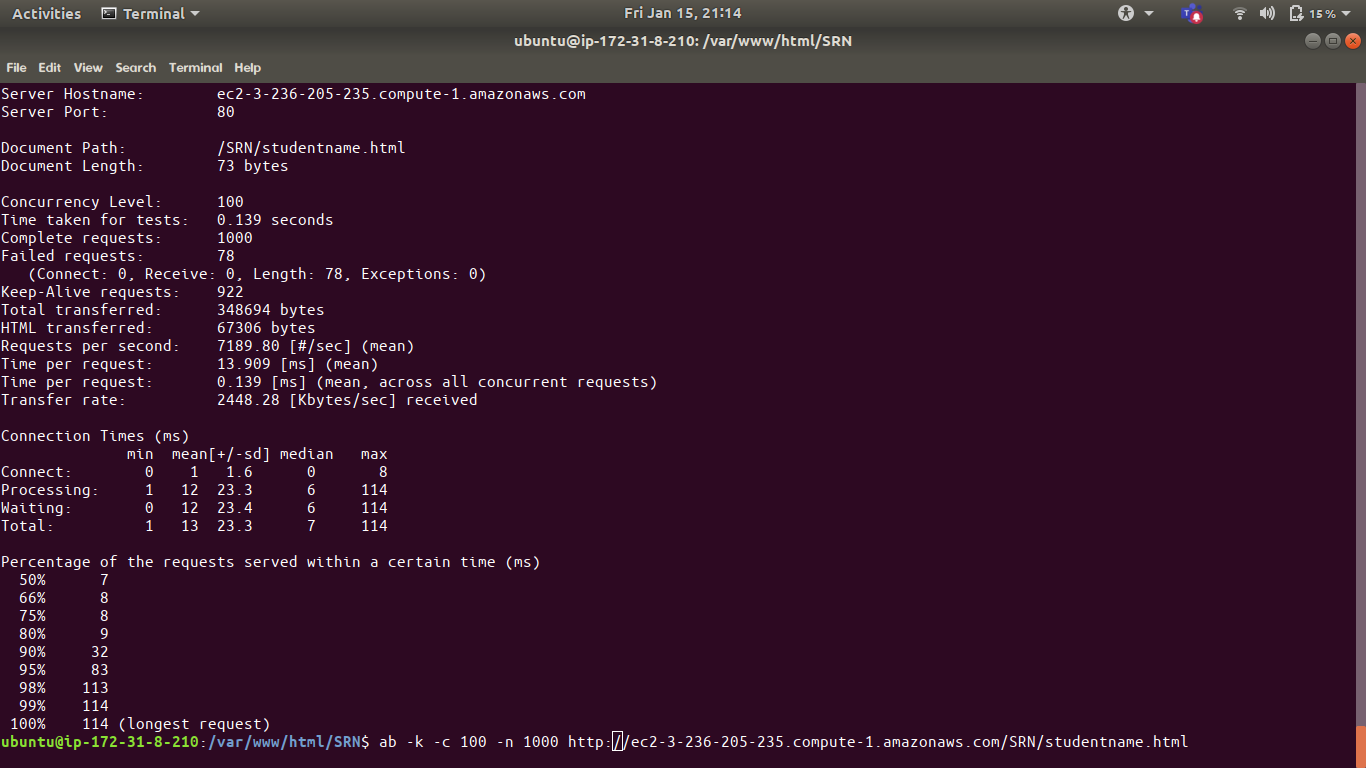 Activities Terminal Fri Jan 15, 21:14 15 %
ubuntu@ip-172-31-8-210: /var/www/html/SRN
File Edit View Search Terminal Help
Server Hostname:        ec2-3-236-205-235.compute-1.amazonaws.com
Server Port:            80
Document Path:          /SRN/studentname.html
Document Length:        73 bytes
Concurrency Level:      100
Time taken for tests:   0.139 seconds
Complete requests:      1000
Failed requests:        78
   (Connect: 0, Receive: 0, Length: 78, Exceptions: 0)
Keep-Alive requests:    922
Total transferred:      348694 bytes
HTML transferred:       67306 bytes
Requests per second:    7189.80 [#/sec] (mean)
Time per request:       13.909 [ms] (mean)
Time per request:       0.139 [ms] (mean, across all concurrent requests)
Transfer rate:          2448.28 [Kbytes/sec] received
Connection Times (ms)
              min  mean[+/-sd] median   max
Connect:        0    1   1.6      0       8
Processing:     1   12  23.3      6     114
Waiting:        0   12  23.4      6     114
Total:          1   13  23.3      7     114
Percentage of the requests served within a certain time (ms)
  50%      7
  66%      8
  75%      8
  80%      9
  90%     32
  95%     83
  98%    113
  99%    114
 100%    114 (longest request)
ubuntu@ip-172-31-8-210:/var/www/html/SRN$ ab -k -c 100 -n 1000 http://ec2-3-236-205-235.compute-1.amazonaws.com/SRN/studentname.html